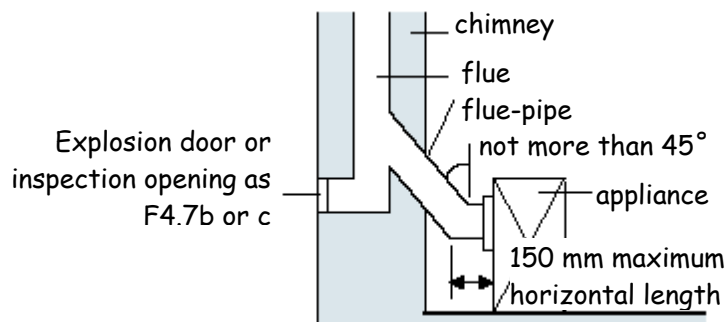 chimney
flue
flue-pipe
not more than 45°
Explosion door or
inspection opening as
F4.7b or c
appliance
150 mm maximum
horizontal length